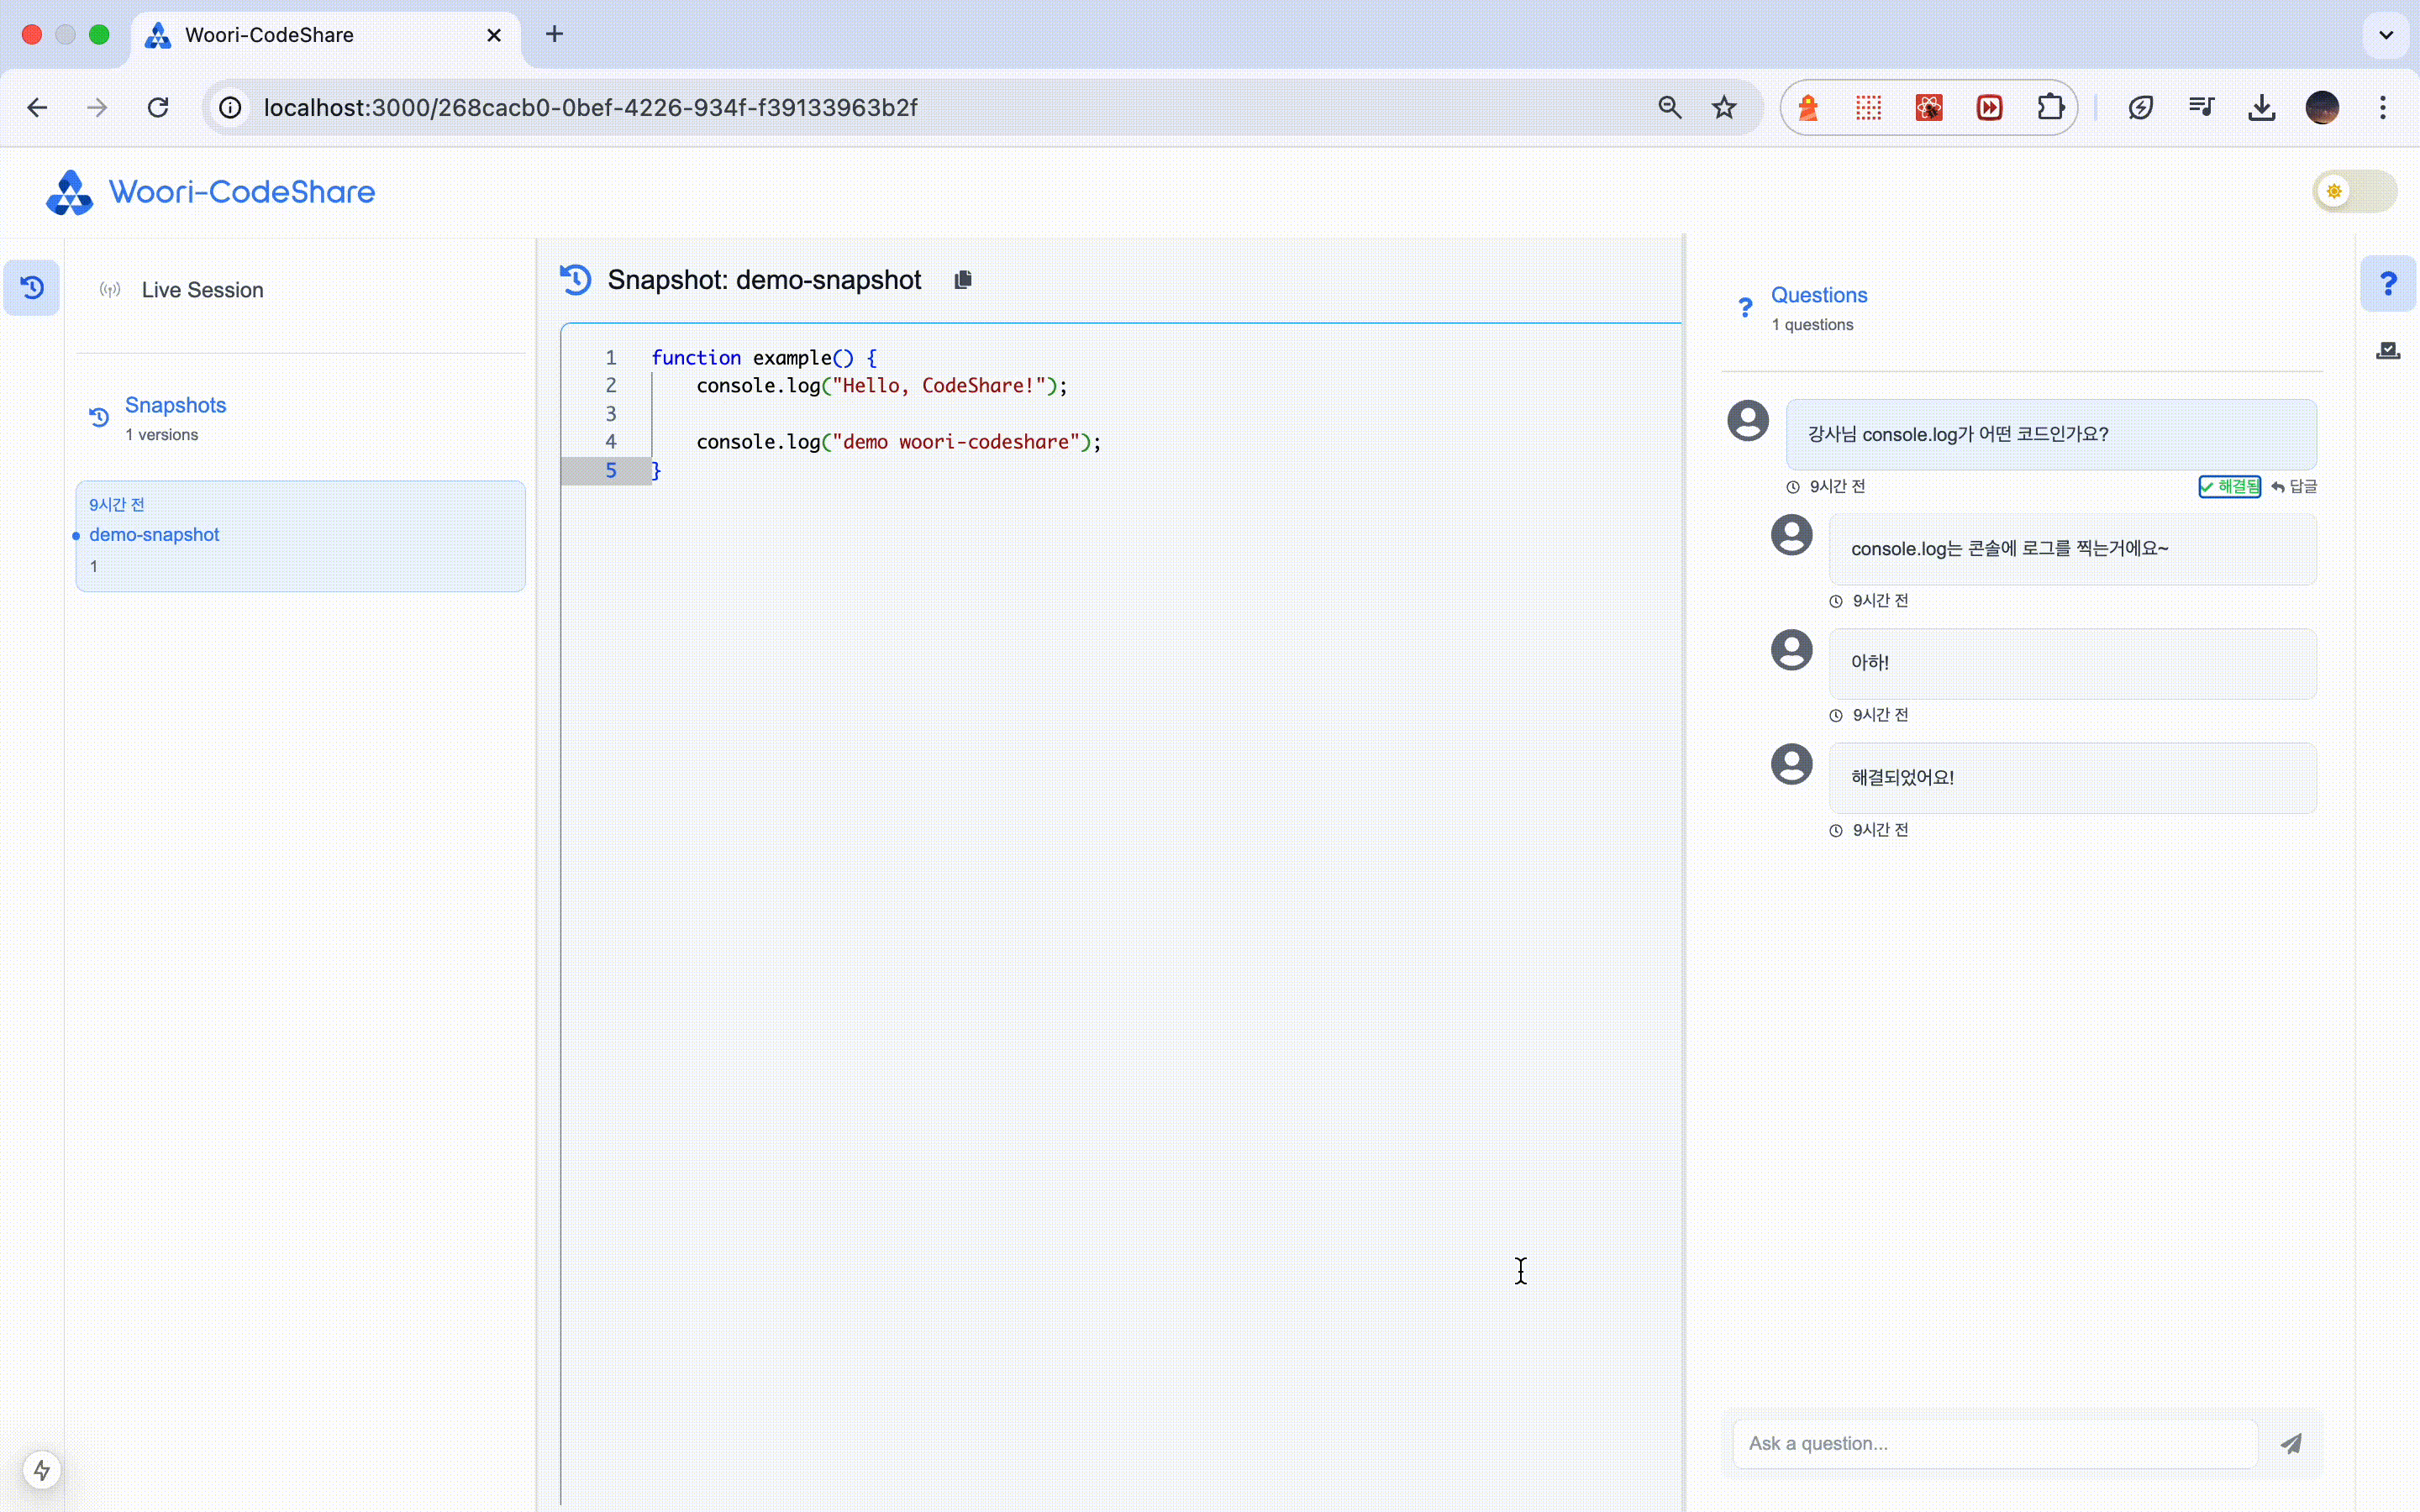 Woori-CodeShare
localhost:3000/268cacb0-0bef-4226-934f-f39133963b2f
Woori-CodeShare
Live Session
Snapshots
1 versions
9시간 전
demo-snapshot
1
Snapshot: demo-snapshot
1 function example() {
2 console.log("Hello, CodeShare!");
3
4 console.log("demo woori-codeshare");
5 }
? Questions
1 questions
?
강사님 console.log가 어떤 코드인가요?
9시간 전 해결됨 답글
console.log는 콘솔에 로그를 찍는거에요~
9시간 전
아하!
9시간 전
해결되었어요!
9시간 전
Ask a question...